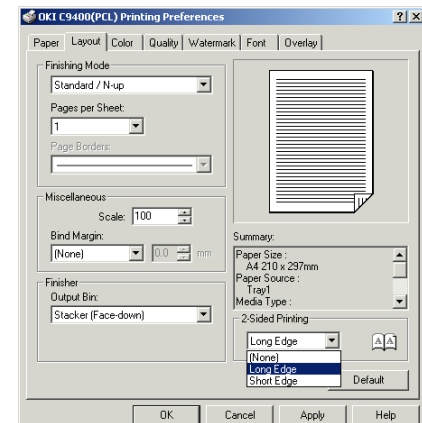 OKI C9400(PCL) Printing Preferences
Paper Layout Color Quality Watermark Font Overlay
Finishing Mode
Standard / N-up
Pages per Sheet:
1
Page Borders:
Miscellaneous
Scale: 100
Bind Margin:
(None) 0.0 mm
Finisher
Output Bin:
Stacker (Face-down)
Summary:
Paper Size :
A4 210 x 297mm
Paper Source :
Tray1
Media Type :
2-Sided Printing
Long Edge
(None)
Long Edge
Short Edge
Default
OK Cancel Apply Help